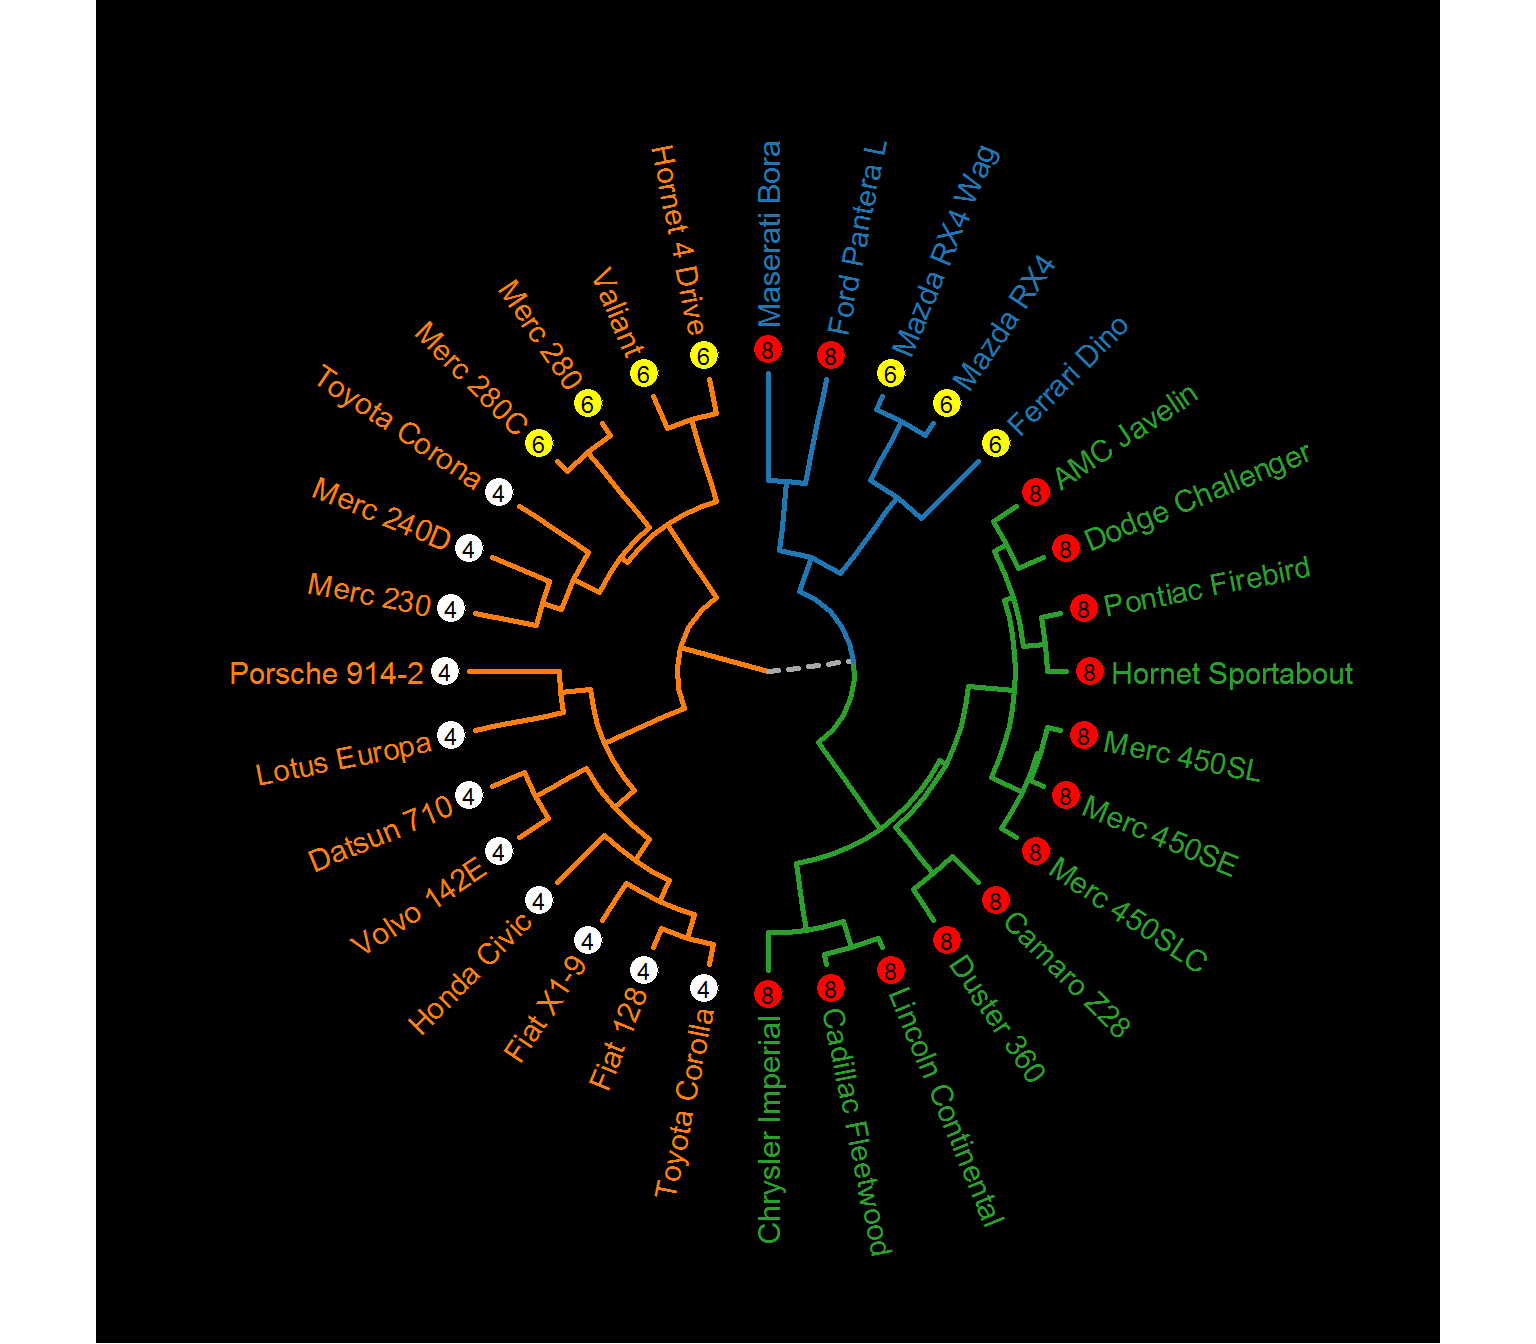 Maserati Bora
8
Ford Pantera L
8
Mazda RX4 Wag
6
Mazda RX4
6
Ferrari Dino
6
AMC Javelin
8
Dodge Challenger
8
Pontiac Firebird
8
Hornet Sportabout
8
Merc 450SL
8
Merc 450SE
8
Merc 450SLC
8
Camaro Z28
8
Duster 360
8
Lincoln Continental
8
Cadillac Fleetwood
8
Chrysler Imperial
8
Toyota Corolla
4
Fiat 128
4
Fiat X1-9
4
Honda Civic
4
Volvo 142E
4
Datsun 710
4
Lotus Europa
4
Porsche 914-2
4
Merc 230
4
Merc 240D
4
Toyota Corona
4
Merc 280C
6
Merc 280
6
Valiant
6
Hornet 4 Drive
6